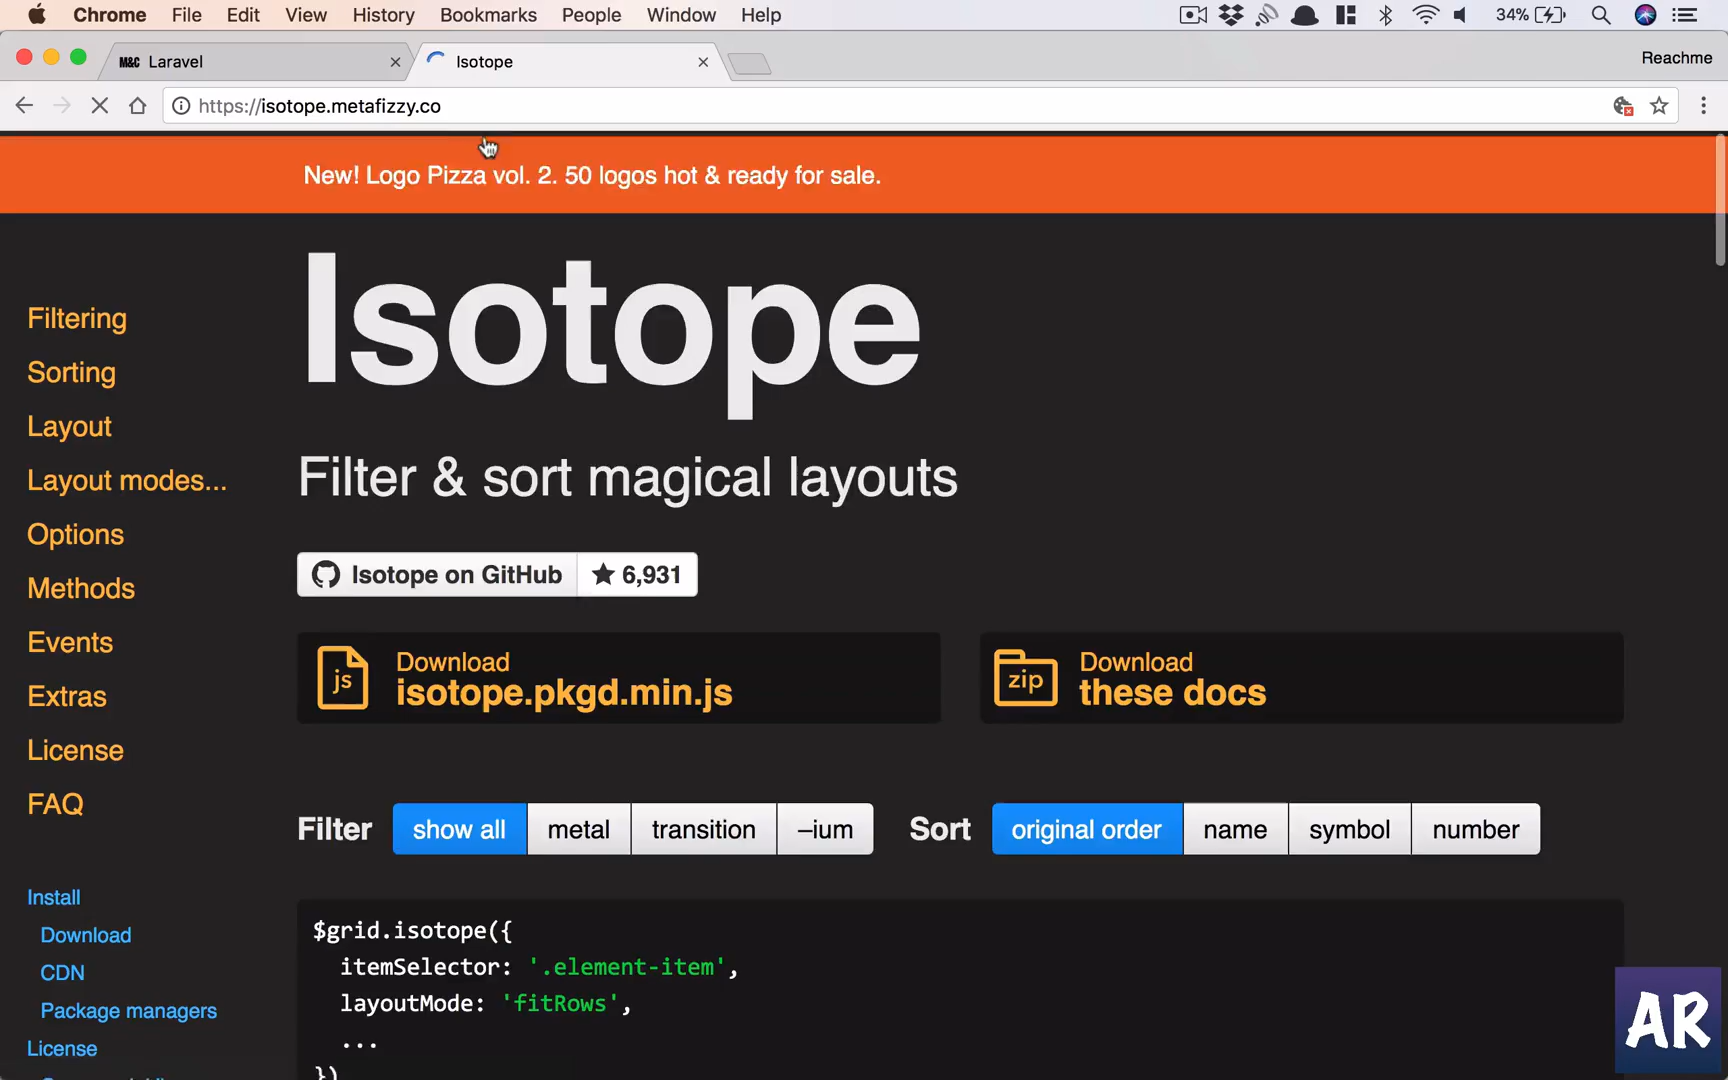 Chrome File Edit View History Bookmarks People Window Help 34%
M&C Laravel Isotope Reachme
https://isotope.metafizzy.co
New! Logo Pizza vol. 2. 50 logos hot & ready for sale.
Isotope
Filter & sort magical layouts
Filtering
Sorting
Layout
Layout modes...
Options
Methods
Events
Extras
License
FAQ
Install
Download
CDN
Package managers
License
Isotope on GitHub 6,931
js Download
isotope.pkgd.min.js
zip Download
these docs
Filter show all metal transition –ium Sort original order name symbol number
$grid.isotope({
itemSelector: '.element-item',
layoutMode: 'fitRows',
...
})
AR